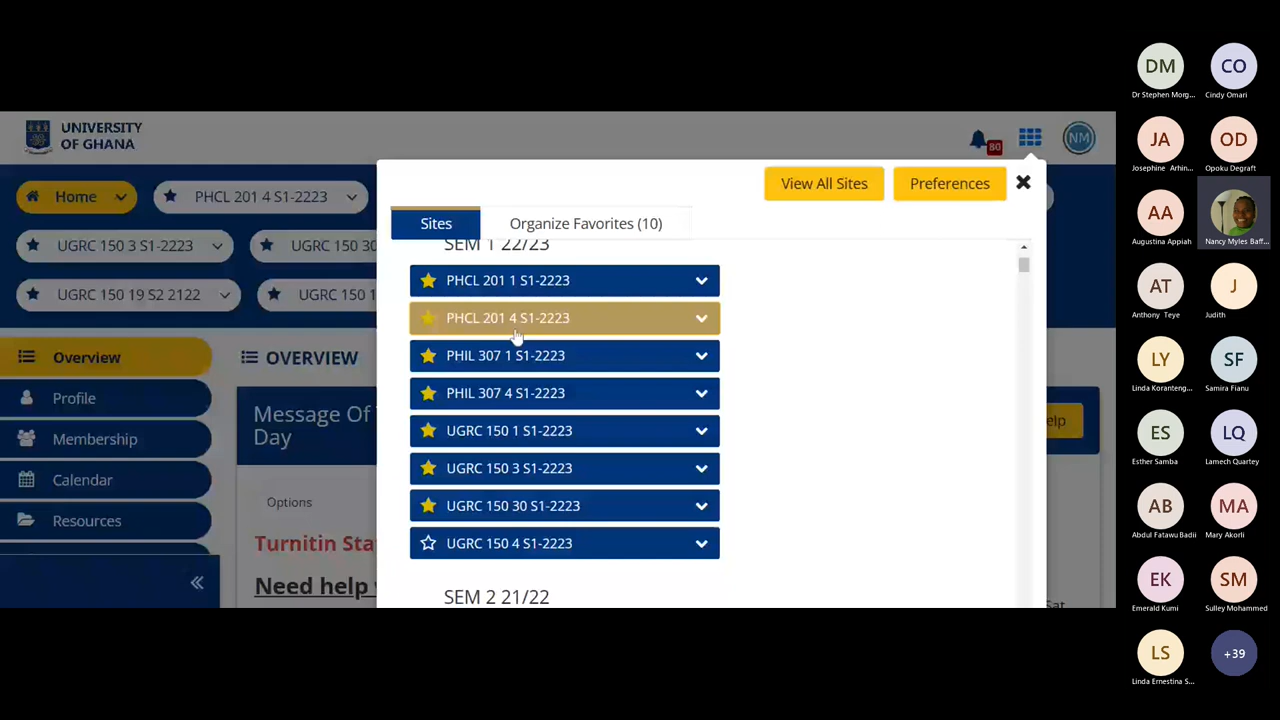 UNIVERSITY
OF GHANA
80
NM
Home
PHCL 201 4 S1-2223
UGRC 150 3 S1-2223
UGRC 150 30
UGRC 150 19 S2 2122
UGRC 150 1
Overview
Profile
Membership
Calendar
Resources
OVERVIEW
Message Of
Day
elp
Options
Turnitin Sta
Need help
Sat
View All Sites
Preferences
Sites
Organize Favorites (10)
SEM 1 22/23
PHCL 201 1 S1-2223
PHCL 201 4 S1-2223
PHIL 307 1 S1-2223
PHIL 307 4 S1-2223
UGRC 150 1 S1-2223
UGRC 150 3 S1-2223
UGRC 150 30 S1-2223
UGRC 150 4 S1-2223
SEM 2 21/22
DM
Dr Stephen Morg...
CO
Cindy Omari
JA
Josephine Arhin...
OD
Opoku Degraft
AA
Augustina Appiah
Nancy Myles Baff...
AT
Anthony Teye
J
Judith
LY
Linda Koranteng...
SF
Samira Fianu
ES
Esther Samba
LQ
Lamech Quartey
AB
Abdul Fatawu Badii
MA
Mary Akorli
EK
Emerald Kumi
SM
Sulley Mohammed
LS
Linda Ernestina S...
+39